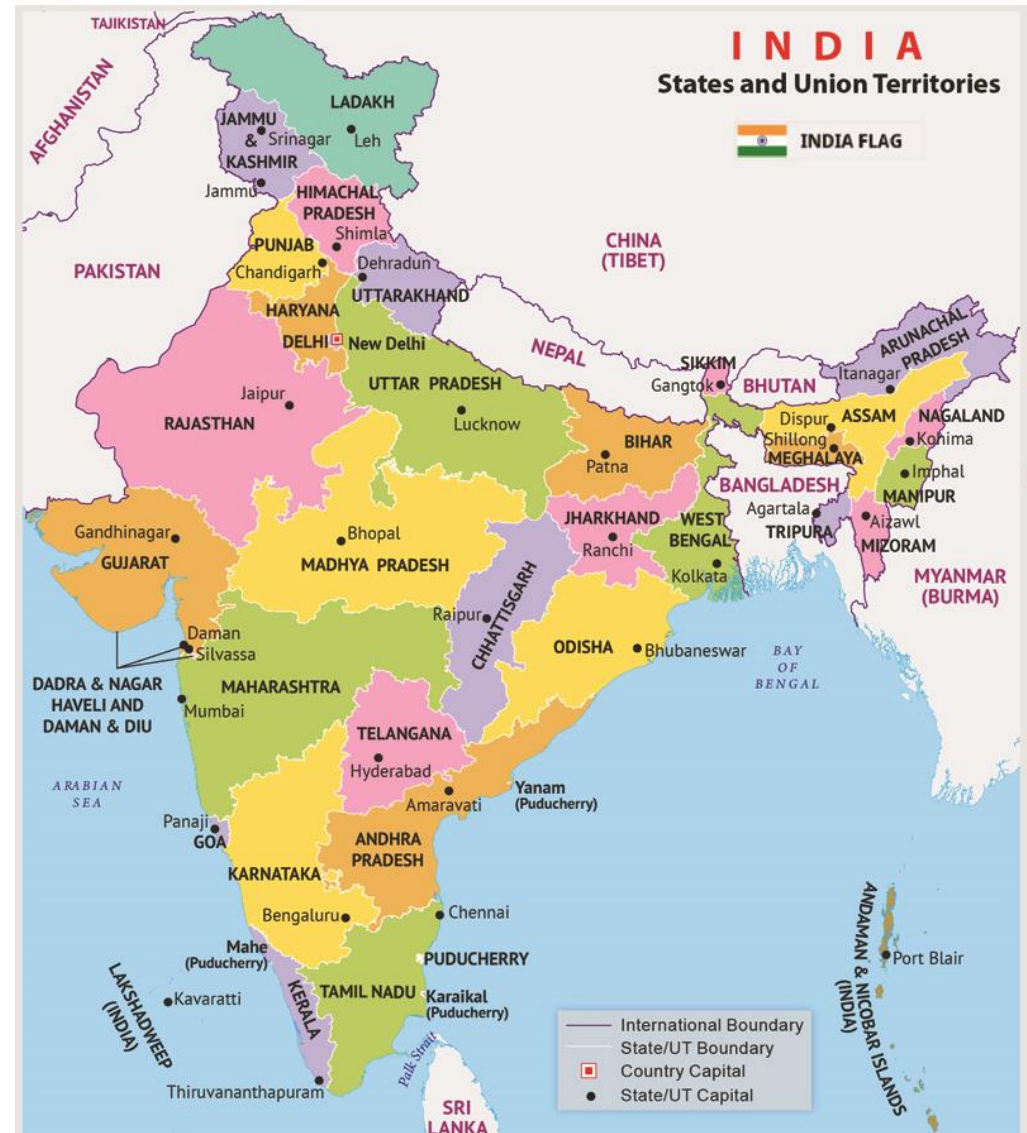 INDIA
States and Union Territories
INDIA FLAG
TAJIKISTAN
AFGHANISTAN
PAKISTAN
CHINA
(TIBET)
NEPAL
BHUTAN
BANGLADESH
MYANMAR
(BURMA)
SRI
LANKA
LADAKH
Leh
JAMMU
&
KASHMIR
Srinagar
Jammu
HIMACHAL
PRADESH
Shimla
PUNJAB
Chandigarh
Dehradun
UTTARAKHAND
HARYANA
DELHI
New Delhi
UTTAR PRADESH
Lucknow
RAJASTHAN
Jaipur
SIKKIM
Gangtok
ARUNACHAL
PRADESH
Itanagar
ASSAM
Dispur
NAGALAND
Kohima
Shillong
MEGHALAYA
Imphal
MANIPUR
Agartala
TRIPURA
Aizawl
MIZORAM
BIHAR
Patna
JHARKHAND
Ranchi
WEST
BENGAL
Kolkata
Gandhinagar
GUJARAT
Bhopal
MADHYA PRADESH
Raipur
CHHATTISGARH
ODISHA
Bhubaneswar
Daman
Silvassa
DADRA & NAGAR
HAVELI AND
DAMAN & DIU
MAHARASHTRA
Mumbai
TELANGANA
Hyderabad
BAY
OF
BENGAL
ARABIAN
SEA
Yanam
(Puducherry)
Amaravati
ANDHRA
PRADESH
Panaji
GOA
KARNATAKA
Bengaluru
Chennai
Mahe
(Puducherry)
PUDUCHERRY
TAMIL NADU
Karaikal
(Puducherry)
KERALA
Thiruvananthapuram
Kavaratti
LAKSHADWEEP
(INDIA)
Palk Strait
Port Blair
ANDAMAN & NICOBAR ISLANDS
(INDIA)
International Boundary
State/UT Boundary
Country Capital
State/UT Capital